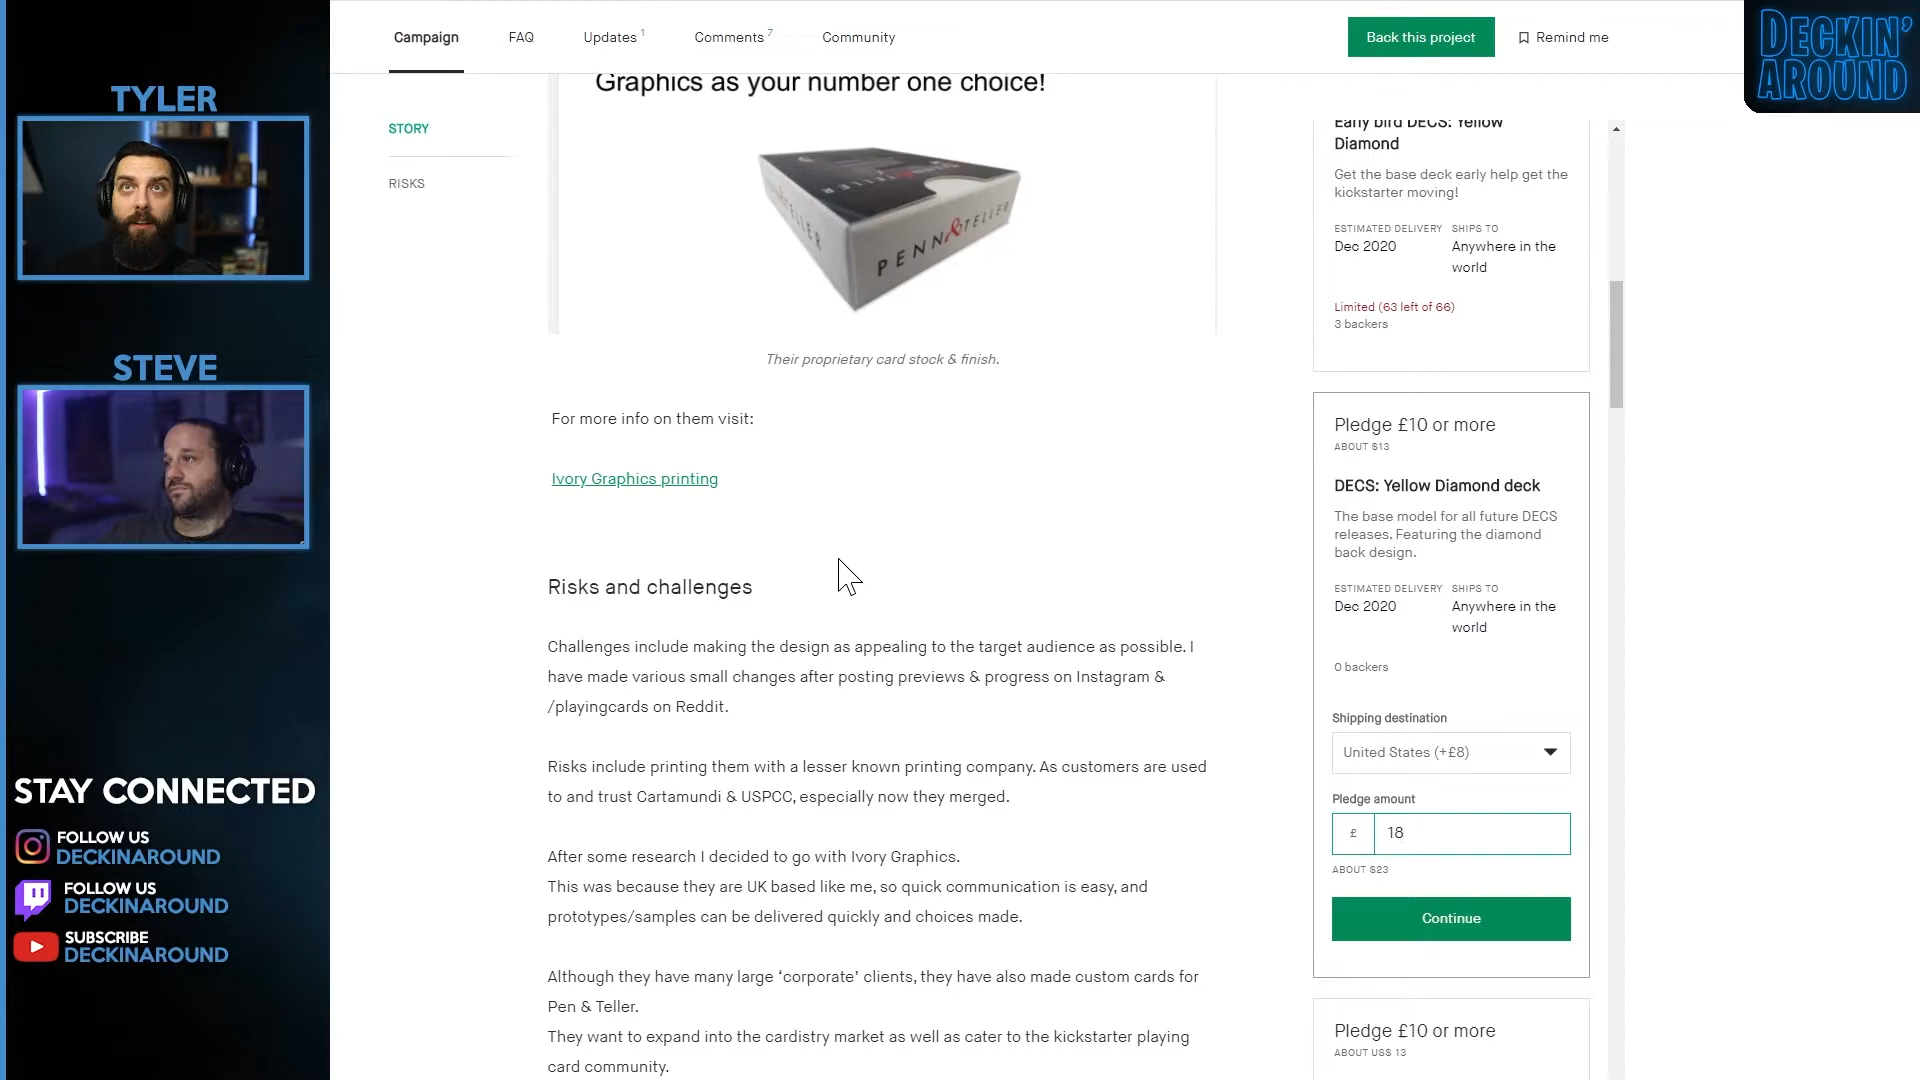 Campaign
FAQ
Updates 1
Comments 7
Community
Back this project
Remind me
DECKIN'
AROUND
TYLER
STEVE
STAY CONNECTED
FOLLOW US
DECKINAROUND
FOLLOW US
DECKINAROUND
SUBSCRIBE
DECKINAROUND
STORY
RISKS
Graphics as your number one choice!
PENN & TELLER
Their proprietary card stock & finish.
For more info on them visit:
Ivory Graphics printing
Risks and challenges
Challenges include making the design as appealing to the target audience as possible. I
have made various small changes after posting previews & progress on Instagram &
/playingcards on Reddit.
Risks include printing them with a lesser known printing company. As customers are used
to and trust Cartamundi & USPCC, especially now they merged.
After some research I decided to go with Ivory Graphics.
This was because they are UK based like me, so quick communication is easy, and
prototypes/samples can be delivered quickly and choices made.
Although they have many large ‘corporate’ clients, they have also made custom cards for
Pen & Teller.
They want to expand into the cardistry market as well as cater to the kickstarter playing
card community.
Early bird DECS: Yellow
Diamond
Get the base deck early help get the
kickstarter moving!
ESTIMATED DELIVERY
Dec 2020
SHIPS TO
Anywhere in the
world
Limited (63 left of 66)
3 backers
Pledge £10 or more
ABOUT $13
DECS: Yellow Diamond deck
The base model for all future DECS
releases. Featuring the diamond
back design.
ESTIMATED DELIVERY
Dec 2020
SHIPS TO
Anywhere in the
world
0 backers
Shipping destination
United States (+£8)
Pledge amount
£ 18
ABOUT $23
Continue
Pledge £10 or more
ABOUT US$ 13